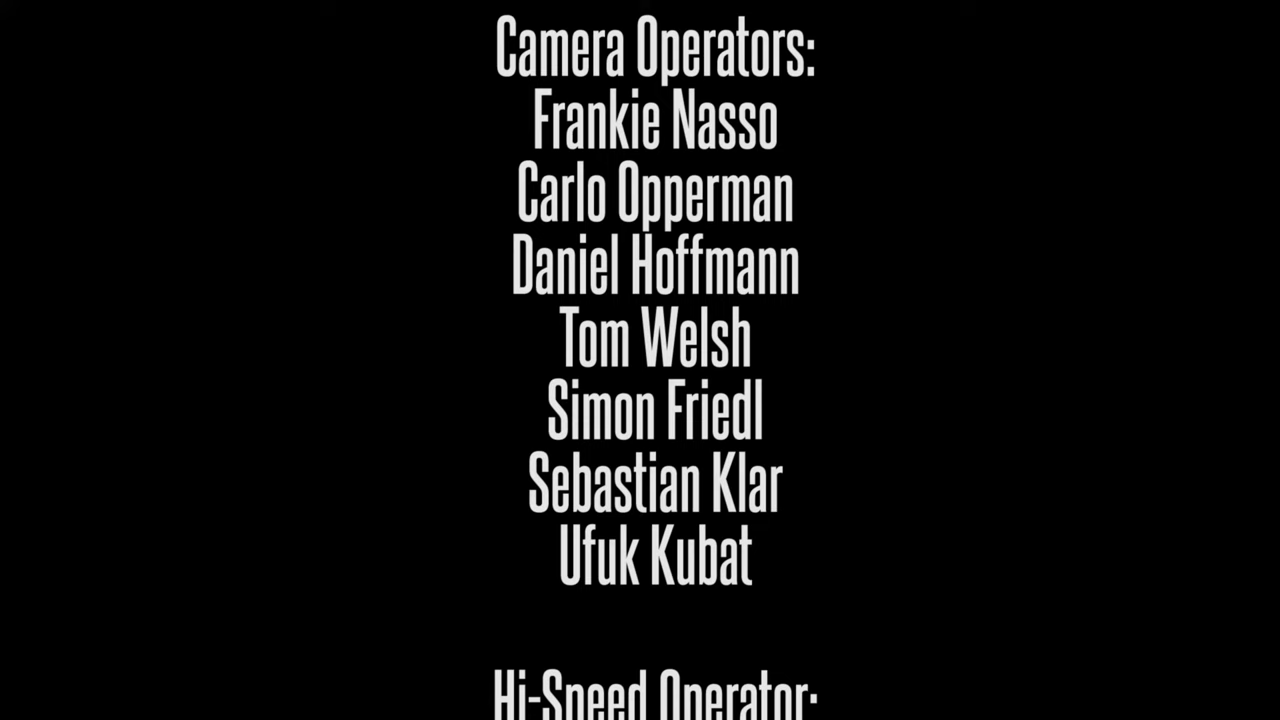 Camera Operators:
Frankie Nasso
Carlo Opperman
Daniel Hoffmann
Tom Welsh
Simon Friedl
Sebastian Klar
Ufuk Kubat
Hi-Speed Operator: